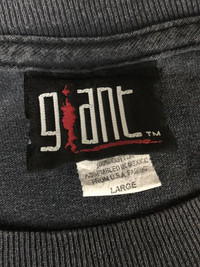 giant
TM
100% COTTON
ASSEMBLED IN MEXICO
FROM U.S.A. FABRIC
LARGE